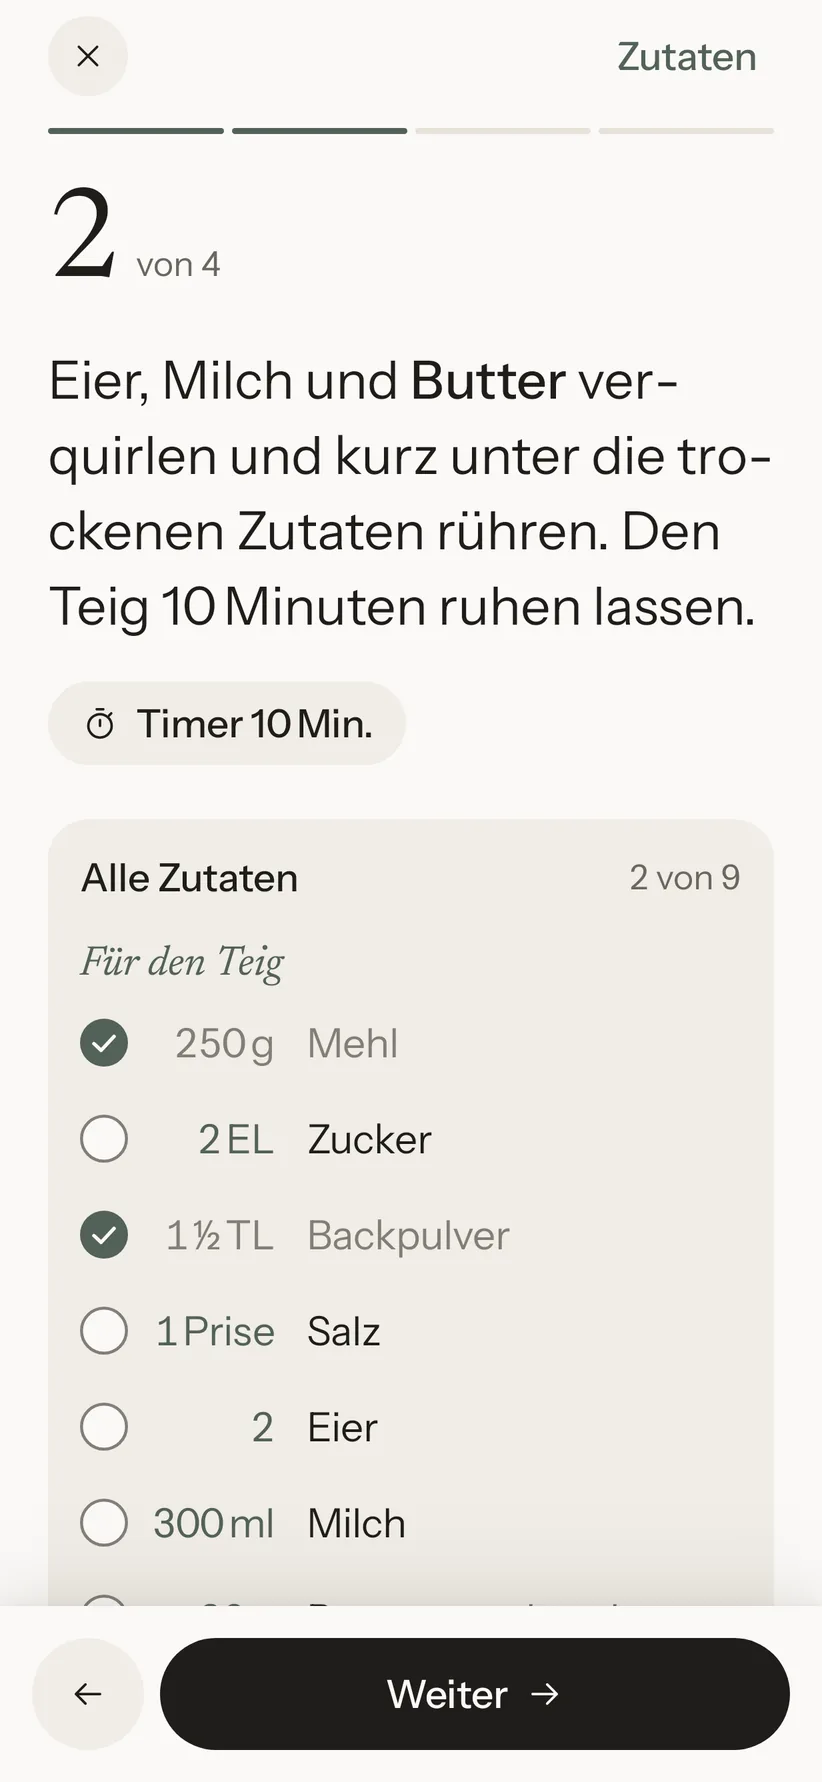 Zutaten
2 von 4
Eier, Milch und Butter ver-
quirlen und kurz unter die tro-
ckenen Zutaten rühren. Den
Teig 10 Minuten ruhen lassen.
Timer 10 Min.
Alle Zutaten 2 von 9
Für den Teig
250 g Mehl
2 EL Zucker
1 ½ TL Backpulver
1 Prise Salz
2 Eier
300 ml Milch
Weiter →